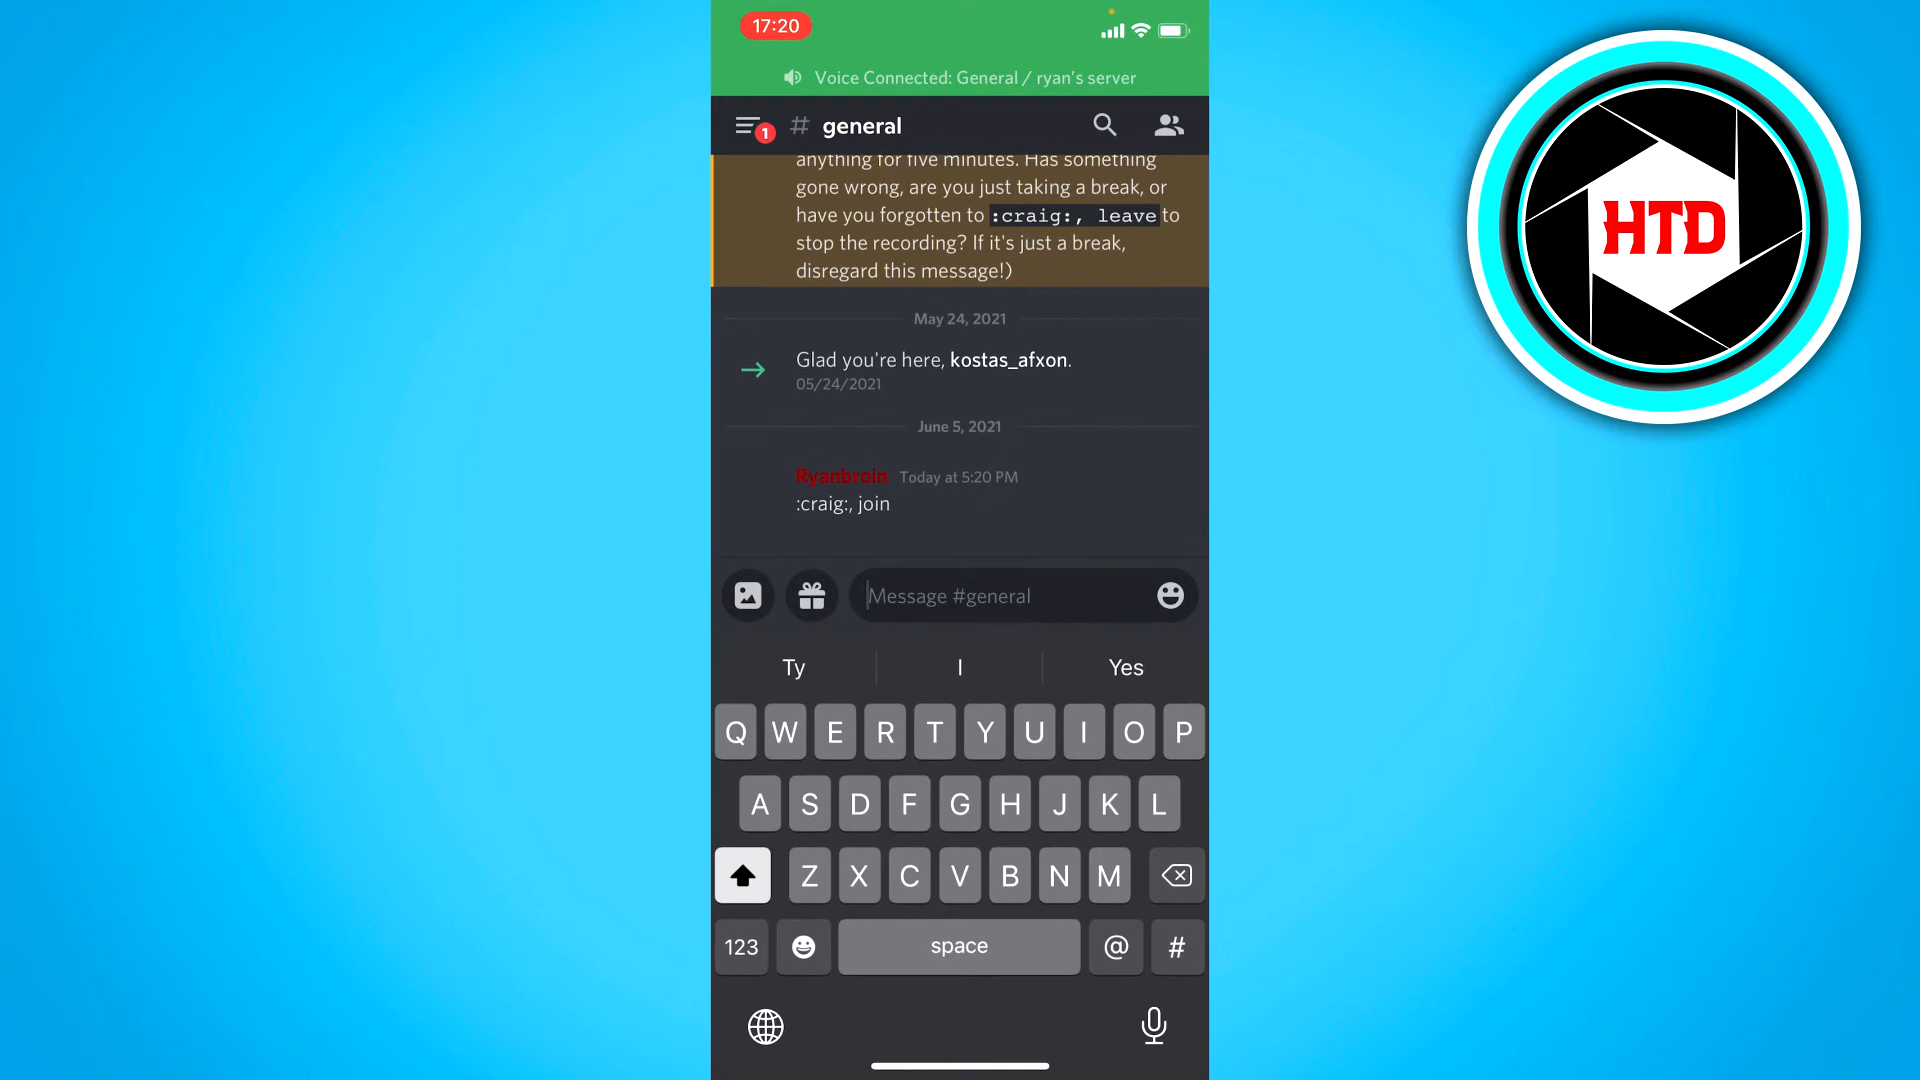 17:20
Voice Connected: General / ryan's server
1 # general
anything for five minutes. Has something
gone wrong, are you just taking a break, or
have you forgotten to :craig:, leave to
stop the recording? If it's just a break,
disregard this message!)
May 24, 2021
Glad you're here, kostas_afxon.
05/24/2021
June 5, 2021
Ryanbroin Today at 5:20 PM
:craig:, join
Message #general
Ty I Yes
Q W E R T Y U I O P
A S D F G H J K L
Z X C V B N M
123 space @ #
HTD